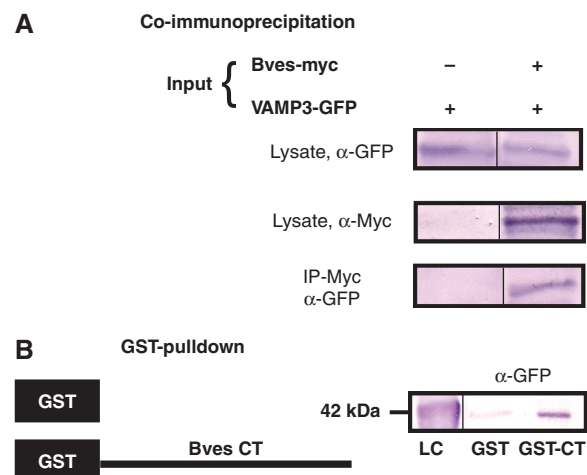 A Co-immunoprecipitation
Input { Bves-myc – +
VAMP3-GFP + +
Lysate, α-GFP
Lysate, α-Myc
IP-Myc
α-GFP
B GST-pulldown
GST
α-GFP
42 kDa
GST Bves CT
LC GST GST-CT